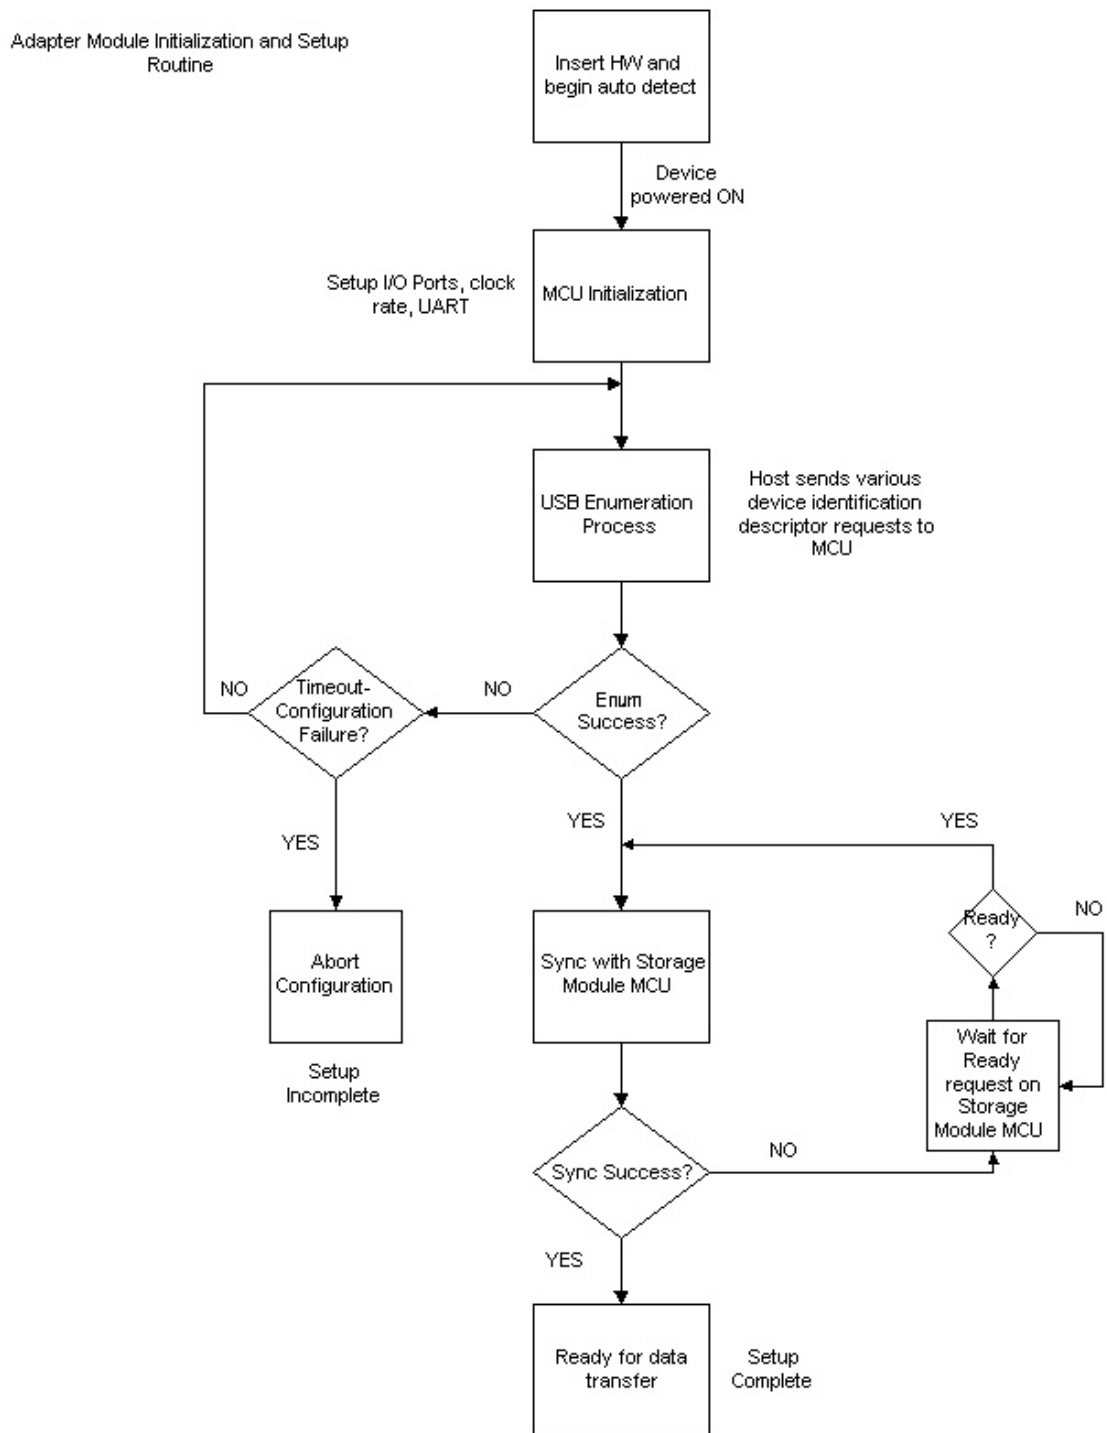 Adapter Module Initialization and Setup
Routine
Insert HW and
begin auto detect
Device
powered ON
Setup I/O Ports, clock
rate, UART
MCU Initialization
USB Enumeration
Process
Host sends various
device identification
descriptor requests to
MCU
NO
Timeout-
Configuration
Failure?
NO
Enum
Success?
YES
YES
YES
Ready
?
NO
Abort
Configuration
Sync with Storage
Module MCU
Wait for
Ready
request on
Storage
Module MCU
Setup
Incomplete
Sync Success?
NO
YES
Ready for data
transfer
Setup
Complete